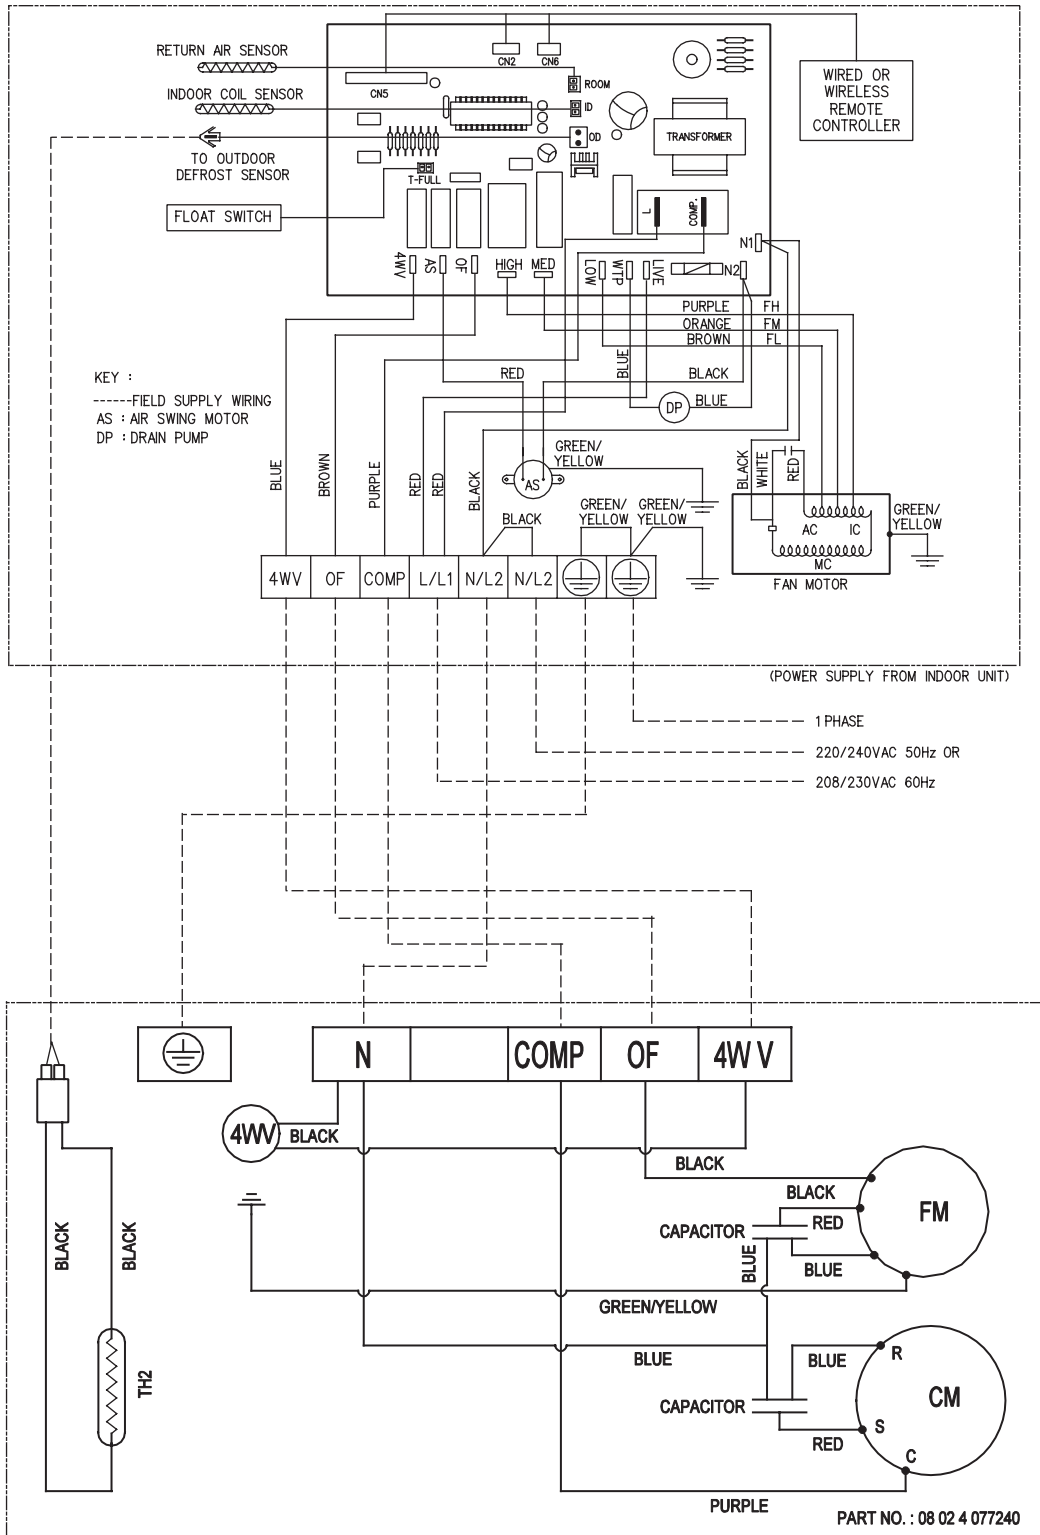 RETURN AIR SENSOR
INDOOR COIL SENSOR
TO OUTDOOR
DEFROST SENSOR
FLOAT SWITCH
CN2
CN6
CN5
ROOM
ID
OD
T-FULL
TRANSFORMER
WIRED OR
WIRELESS
REMOTE
CONTROLLER
L
COMP.
N1
4WV
AS
OF
HIGH
MED
LOW
WTP
LIVE
N2
PURPLE FH
ORANGE FM
BROWN FL
BLUE
RED
BLACK
DP
BLUE
KEY :
------FIELD SUPPLY WIRING
AS : AIR SWING MOTOR
DP : DRAIN PUMP
BLUE
BROWN
PURPLE
RED
RED
BLACK
AS
GREEN/
YELLOW
BLACK
GREEN/
YELLOW
GREEN/
YELLOW
BLACK
WHITE
RED
AC
IC
MC
FAN MOTOR
GREEN/
YELLOW
4WV
OF
COMP
L/L1
N/L2
N/L2
(POWER SUPPLY FROM INDOOR UNIT)
1 PHASE
220/240VAC 50Hz OR
208/230VAC 60Hz
N
COMP
OF
4W V
4WV
BLACK
BLACK
BLACK
FM
CAPACITOR
RED
BLUE
BLUE
BLACK
BLACK
GREEN/YELLOW
BLUE
BLUE
R
CM
CAPACITOR
S
RED
C
TH2
PURPLE
PART NO. : 08 02 4 077240